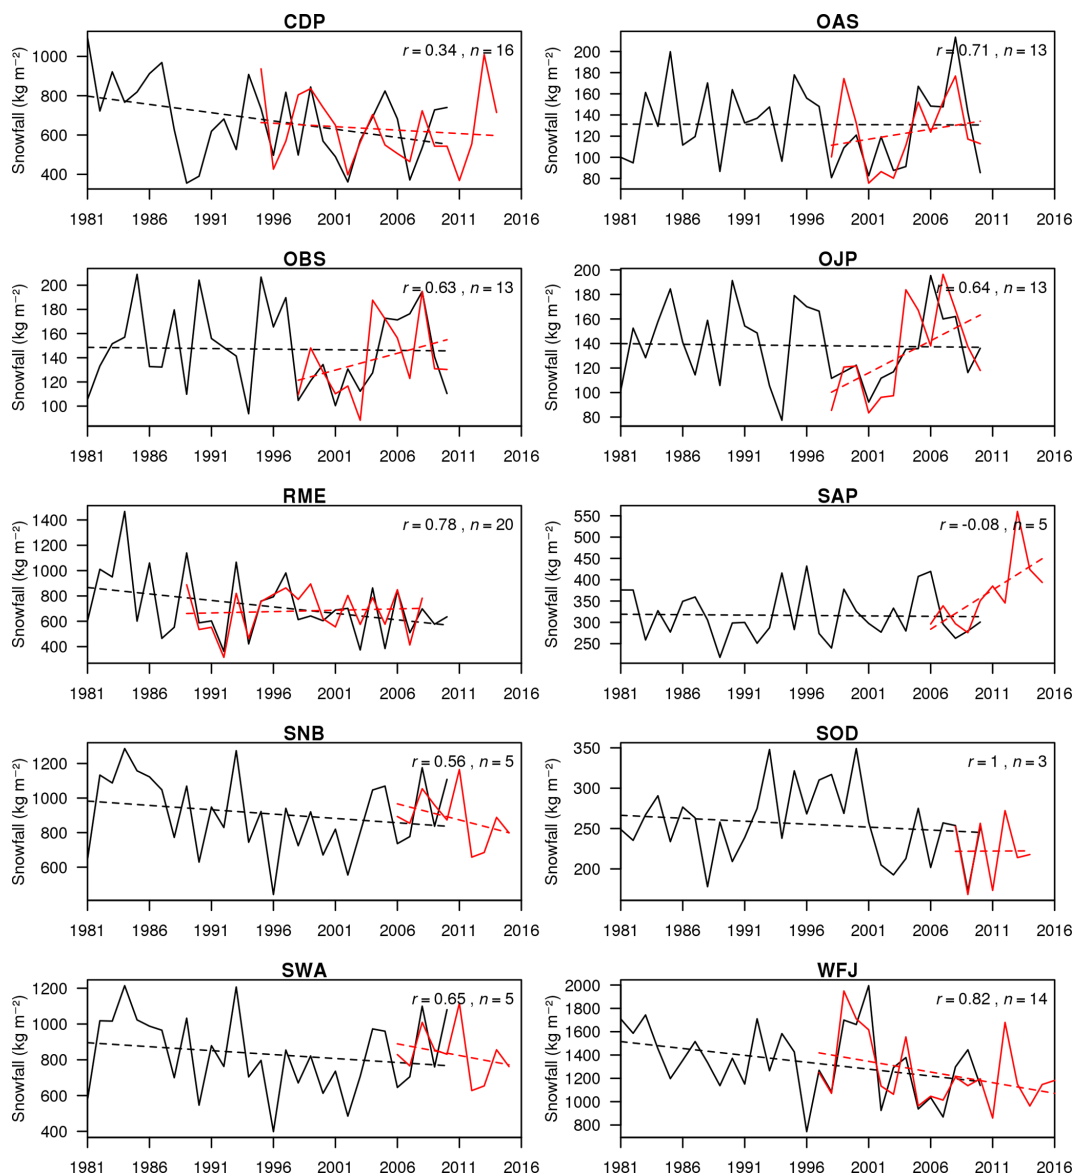 CDP
Snowfall (kg m⁻²)
1000
800
600
400
r = 0.34 , n = 16
1981 1986 1991 1996 2001 2006 2011 2016
OAS
Snowfall (kg m⁻²)
200
180
160
140
120
100
80
r = 0.71 , n = 13
1981 1986 1991 1996 2001 2006 2011 2016
OBS
Snowfall (kg m⁻²)
200
180
160
140
120
100
r = 0.63 , n = 13
1981 1986 1991 1996 2001 2006 2011 2016
OJP
Snowfall (kg m⁻²)
200
180
160
140
120
100
80
r = 0.64 , n = 13
1981 1986 1991 1996 2001 2006 2011 2016
RME
Snowfall (kg m⁻²)
1400
1200
1000
800
600
400
r = 0.78 , n = 20
1981 1986 1991 1996 2001 2006 2011 2016
SAP
Snowfall (kg m⁻²)
550
500
450
400
350
300
250
r = -0.08 , n = 5
1981 1986 1991 1996 2001 2006 2011 2016
SNB
Snowfall (kg m⁻²)
1200
1000
800
600
r = 0.56 , n = 5
1981 1986 1991 1996 2001 2006 2011 2016
SOD
Snowfall (kg m⁻²)
350
300
250
200
r = 1 , n = 3
1981 1986 1991 1996 2001 2006 2011 2016
SWA
Snowfall (kg m⁻²)
1200
1000
800
600
400
r = 0.65 , n = 5
1981 1986 1991 1996 2001 2006 2011 2016
WFJ
Snowfall (kg m⁻²)
2000
1800
1600
1400
1200
1000
800
r = 0.82 , n = 14
1981 1986 1991 1996 2001 2006 2011 2016